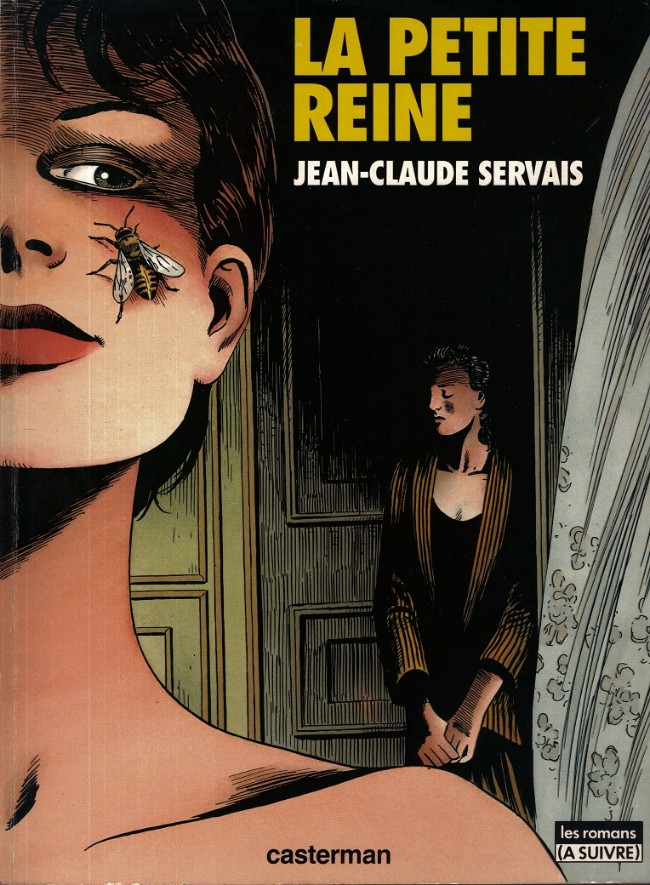 LA PETITE
REINE
JEAN-CLAUDE SERVAIS
casterman
les romans
(A SUIVRE)